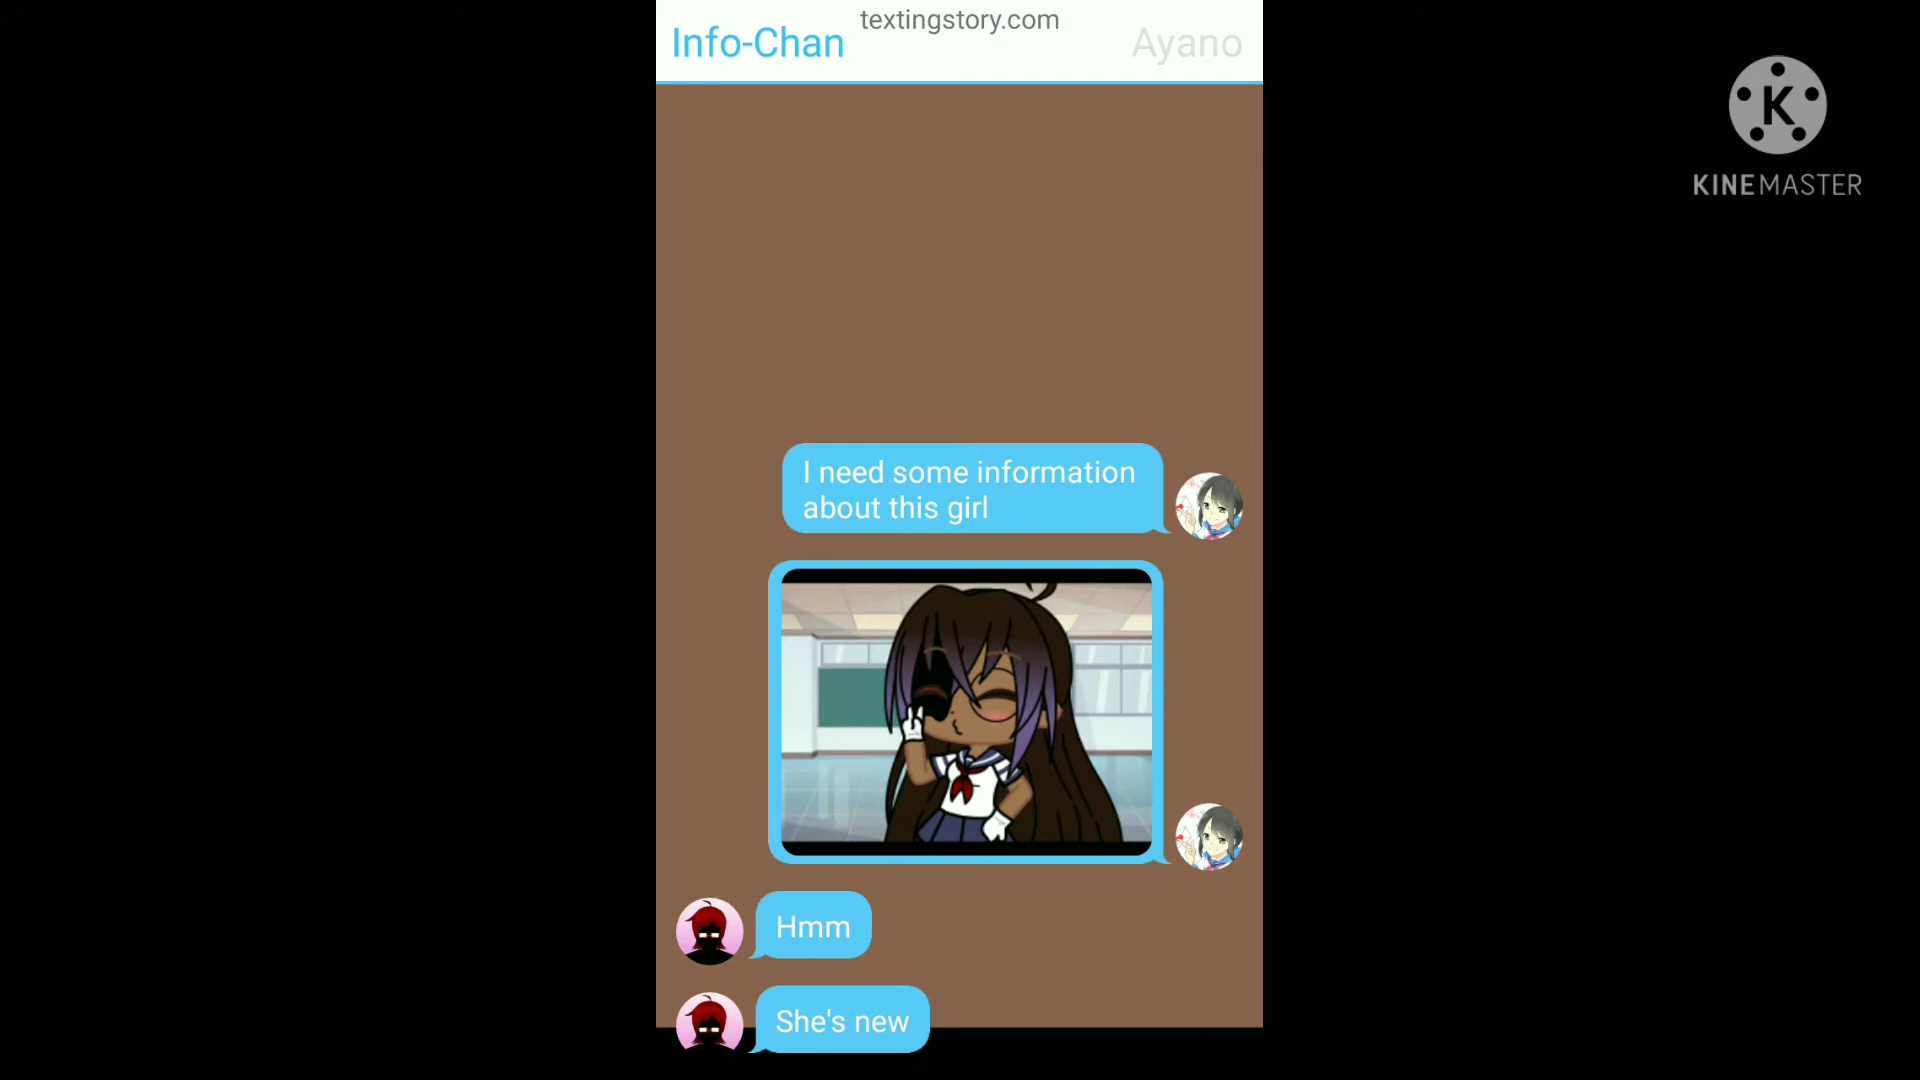 textingstory.com
Info-Chan
Ayano
K
KINEMASTER
I need some information
about this girl
Hmm
She's new